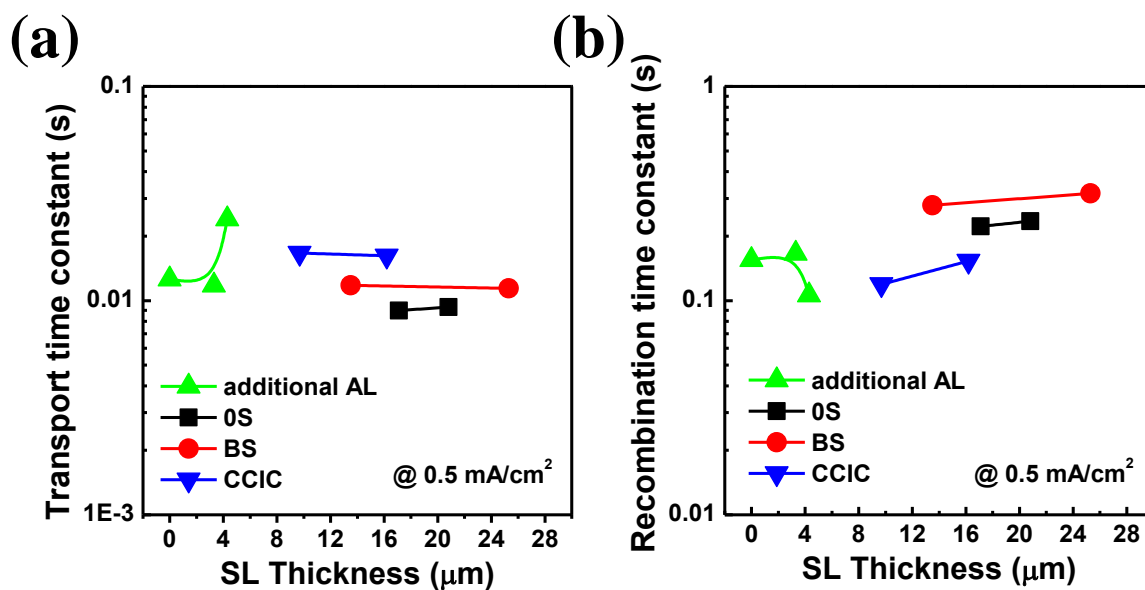 (a)
Transport time constant (s)
0.1
0.01
1E-3
additional AL
0S
BS
CCIC
@ 0.5 mA/cm²
0 4 8 12 16 20 24 28
SL Thickness (μm)
(b)
Recombination time constant (s)
1
0.1
0.01
additional AL
0S
BS
CCIC
@ 0.5 mA/cm²
0 4 8 12 16 20 24 28
SL Thickness (μm)